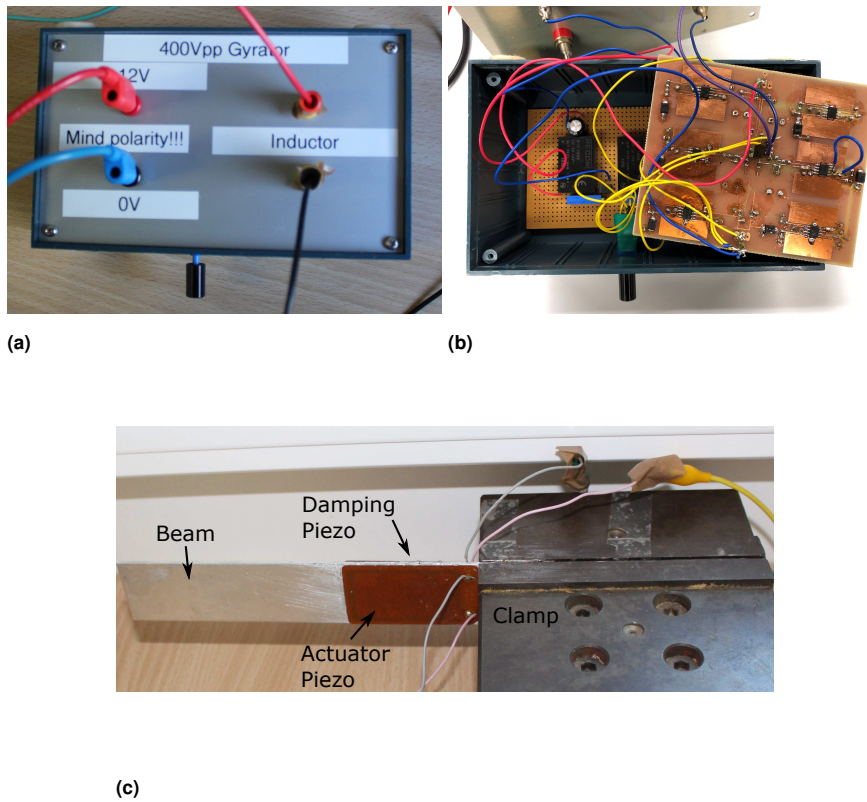 400Vpp Gyrator
12V
Mind polarity!!!
Inductor
0V
(a)
(b)
Damping
Piezo
Beam
Clamp
Actuator
Piezo
(c)